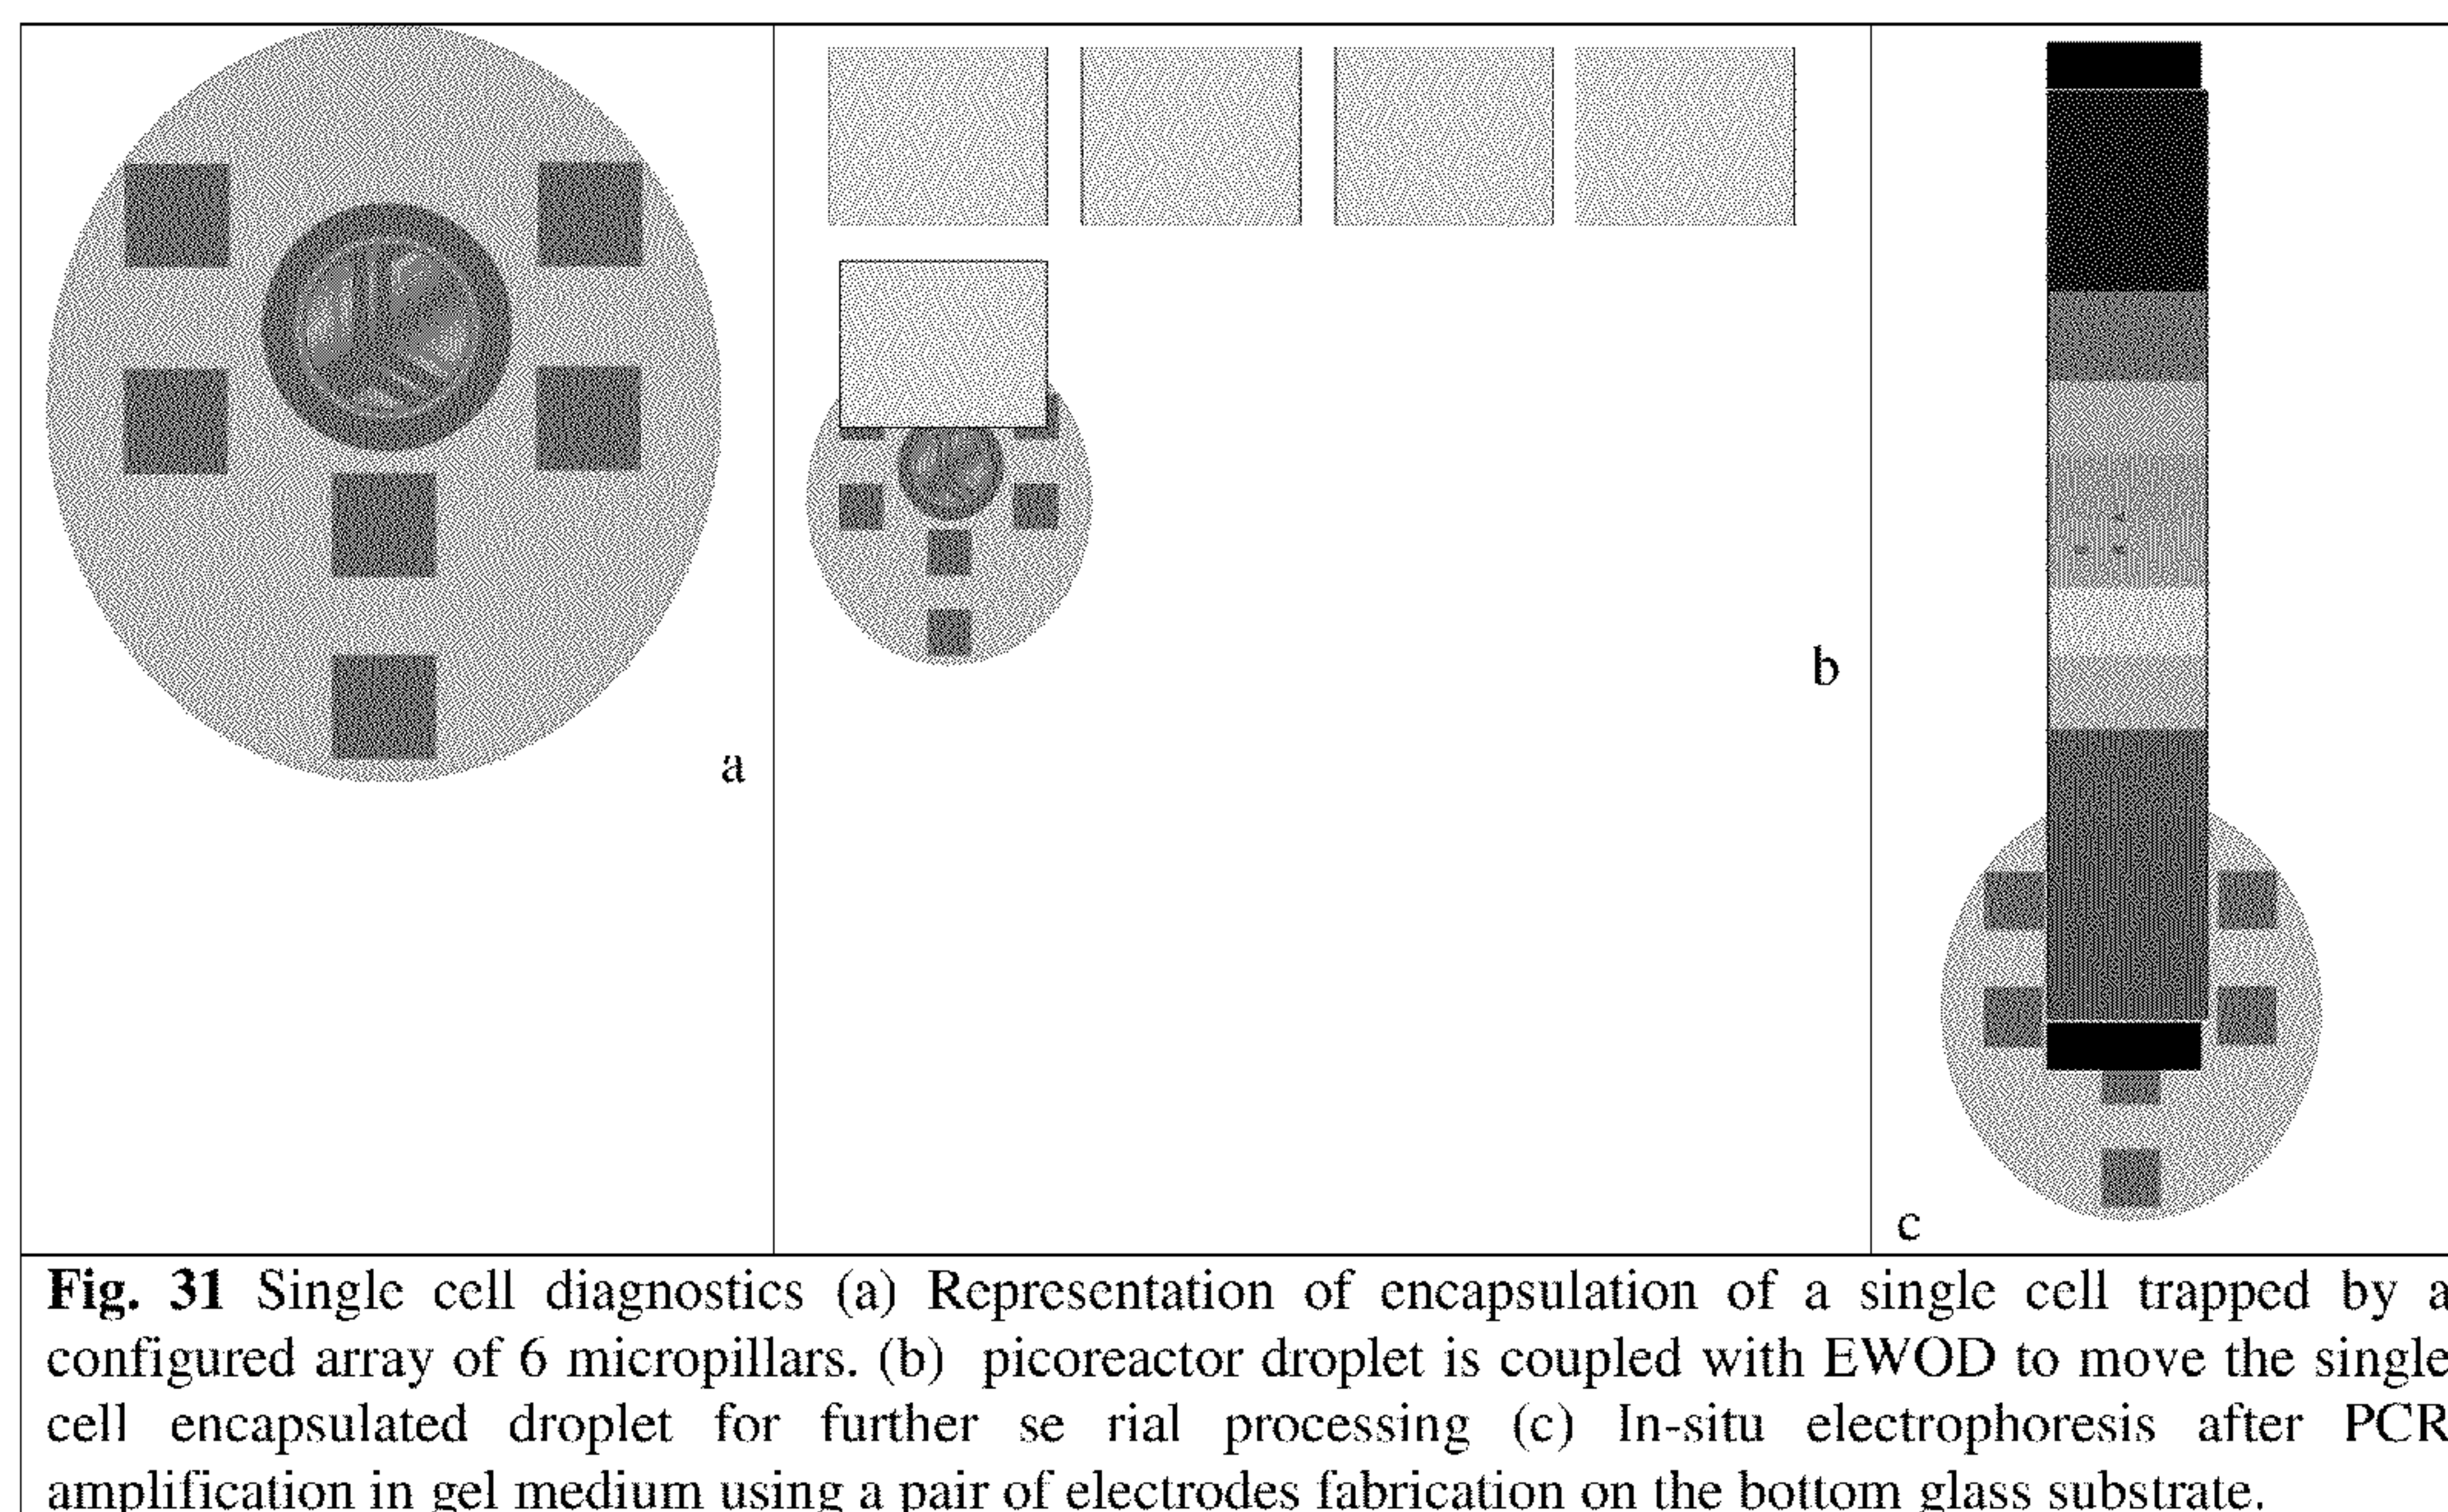 a
b
c
Fig. 31 Single cell diagnostics (a) Representation of encapsulation of a single cell trapped by a
configured array of 6 micropillars. (b) picoreactor droplet is coupled with EWOD to move the single
cell encapsulated droplet for further se rial processing (c) In-situ electrophoresis after PCR
amplification in gel medium using a pair of electrodes fabrication on the bottom glass substrate.